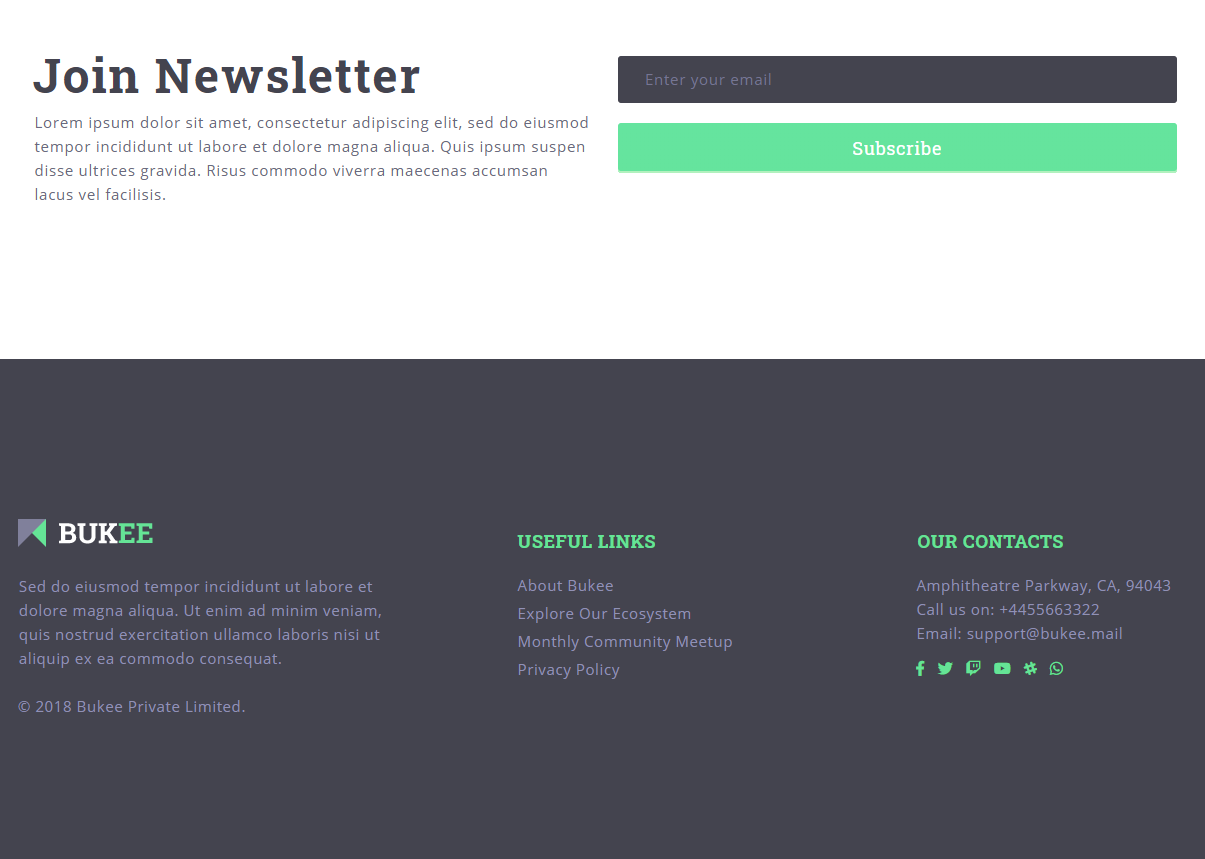 Join Newsletter
Lorem ipsum dolor sit amet, consectetur adipiscing elit, sed do eiusmod
tempor incididunt ut labore et dolore magna aliqua. Quis ipsum suspen
disse ultrices gravida. Risus commodo viverra maecenas accumsan
lacus vel facilisis.
Enter your email
Subscribe
BUKEE
Sed do eiusmod tempor incididunt ut labore et
dolore magna aliqua. Ut enim ad minim veniam,
quis nostrud exercitation ullamco laboris nisi ut
aliquip ex ea commodo consequat.
© 2018 Bukee Private Limited.
USEFUL LINKS
About Bukee
Explore Our Ecosystem
Monthly Community Meetup
Privacy Policy
OUR CONTACTS
Amphitheatre Parkway, CA, 94043
Call us on: +4455663322
Email: support@bukee.mail